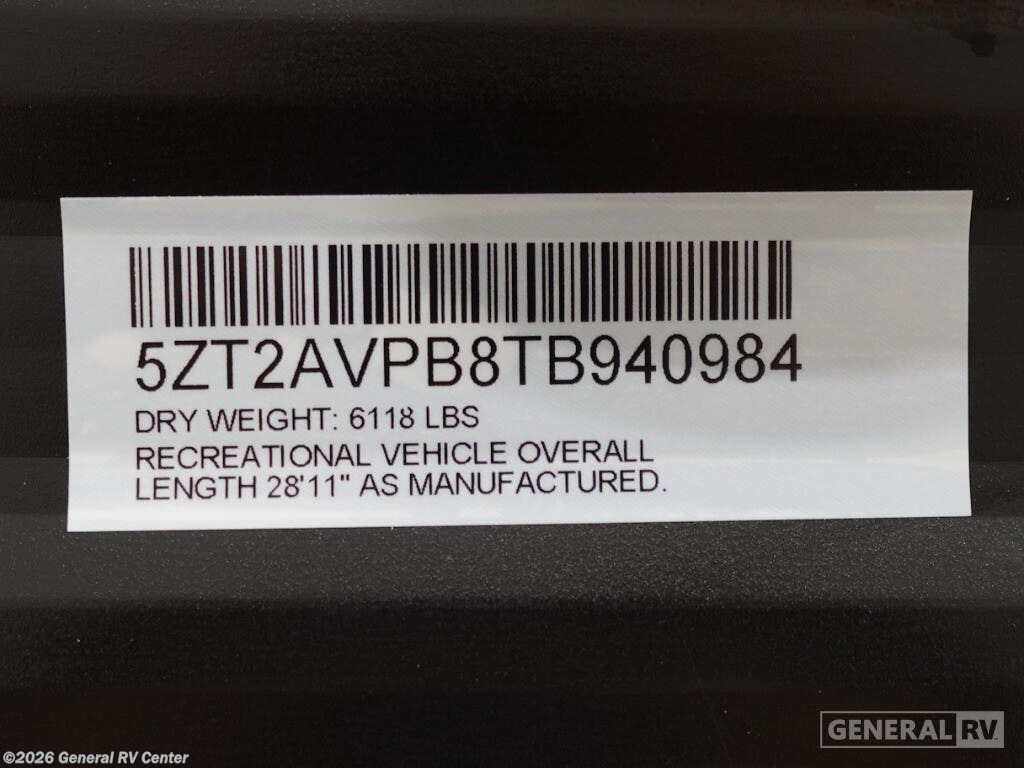 5ZT2AVPB8TB940984
DRY WEIGHT: 6118 LBS
RECREATIONAL VEHICLE OVERALL
LENGTH 28'11" AS MANUFACTURED.
GENERAL RV
©2026 General RV Center